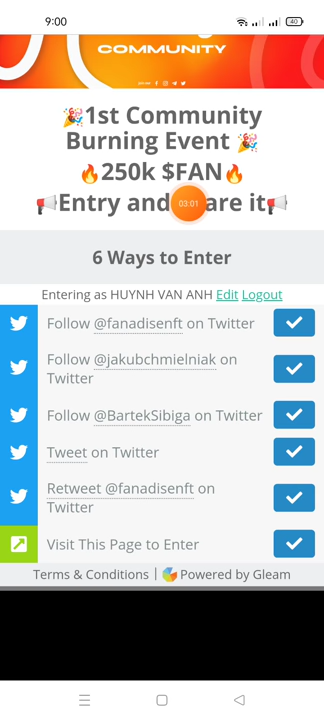 9:00
40
COMMUNITY
🎉1st Community
Burning Event 🎉
🔥250k $FAN🔥
📢Entry and
03:01
are it📢
6 Ways to Enter
Entering as HUYNH VAN ANH Edit Logout
Follow @fanadisenft on Twitter
Follow @jakubchmielniak on
Twitter
Follow @BartekSibiga on Twitter
Tweet on Twitter
Retweet @fanadisenft on
Twitter
Visit This Page to Enter
Terms & Conditions | Powered by Gleam